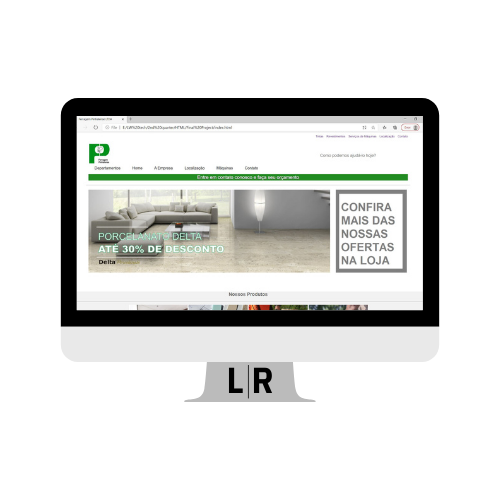 File
Departamentos Home A Empresa Localização Máquinas Contato
Como podemos ajudá-lo hoje?
Entre em contato conosco e faça seu orçamento
PORCELANATO DELTA
ATÉ 30% DE DESCONTO
Delta
CONFIRA
MAIS DAS
NOSSAS
OFERTAS
NA LOJA
Nossos Produtos
L|R